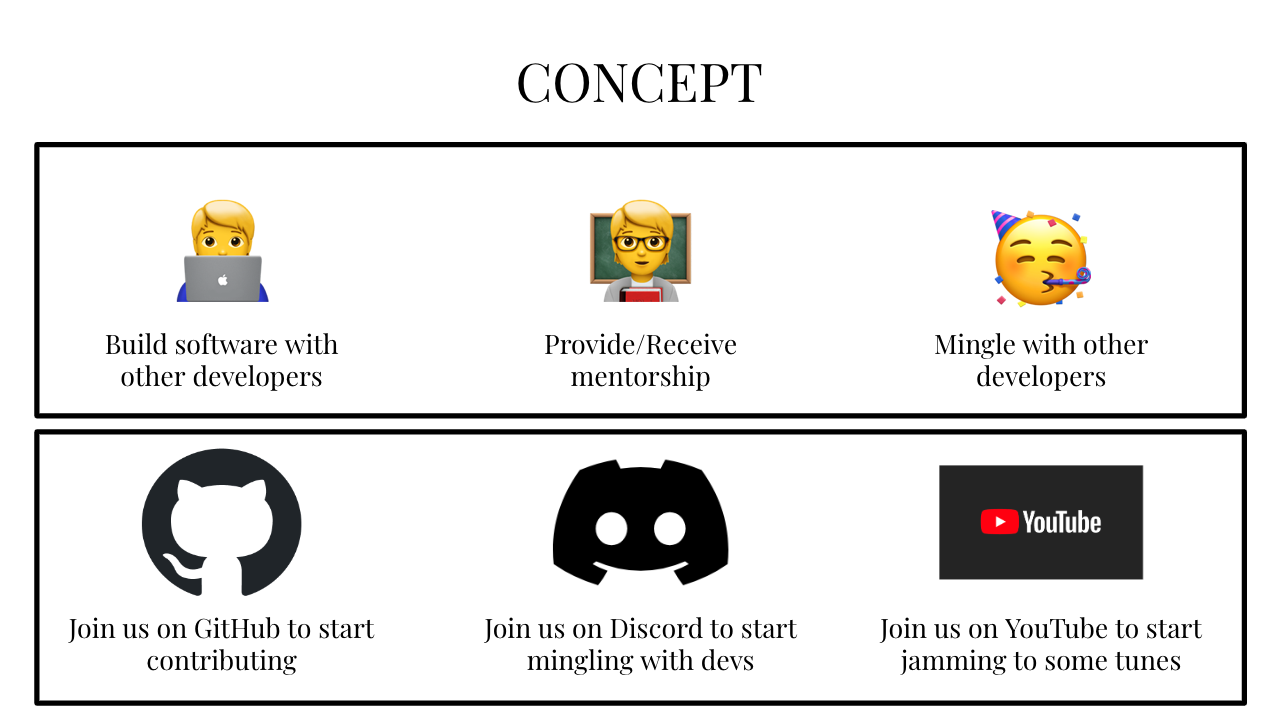 CONCEPT
Build software with
other developers
Provide/Receive
mentorship
Mingle with other
developers
Join us on GitHub to start
contributing
Join us on Discord to start
mingling with devs
YouTube
Join us on YouTube to start
jamming to some tunes